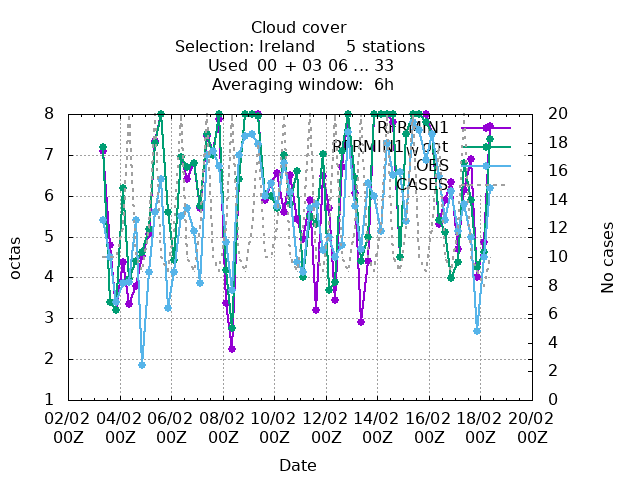 Cloud cover
Selection: Ireland 5 stations
Used 00 + 03 06 ... 33
Averaging window: 6h
octas
8
7
6
5
4
3
2
1
20
18
16
14
12
10
8
6
4
2
0
No cases
RFRMIN1
opt
OBS
CASES
02/02 04/02 06/02 08/02 10/02 12/02 14/02 16/02 18/02 20/02
00Z 00Z 00Z 00Z 00Z 00Z 00Z 00Z 00Z 00Z
Date